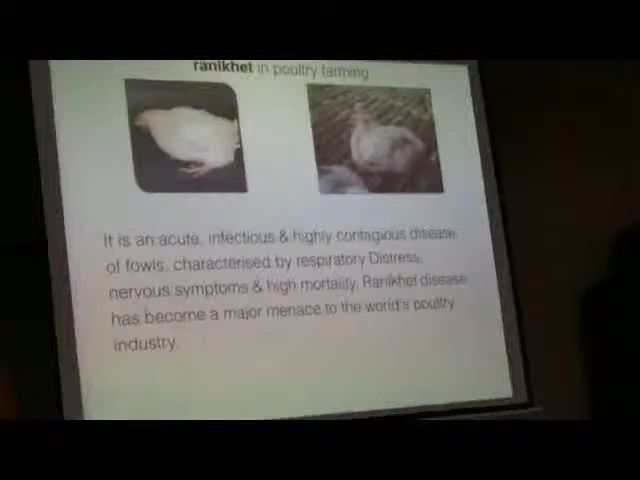 ranikhet in poultry farming
It is an acute, infectious & highly contagious disease
of fowls, characterised by respiratory Distress,
nervous symptoms & high mortality. Ranikhet disease
has become a major menace to the world's poultry
industry.